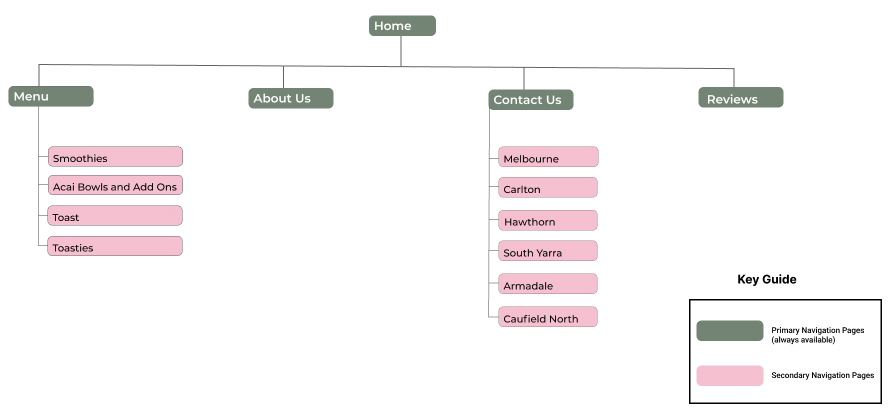 Home
Menu
About Us
Contact Us
Reviews
Smoothies
Acai Bowls and Add Ons
Toast
Toasties
Melbourne
Carlton
Hawthorn
South Yarra
Armadale
Caufield North
Key Guide
Primary Navigation Pages
(always available)
Secondary Navigation Pages